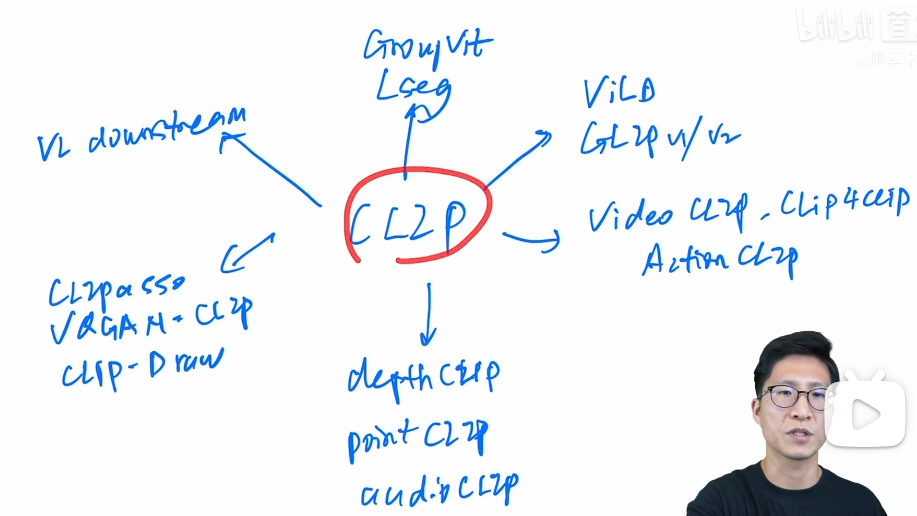 bilibili 首
GroupVit
Lseg
ViLD
GLIP v1/v2
VL downstream
CLIP
Video CLIP, CLip4clip
Action CLIP
CLIPasso
VQGAN-CLIP
CLIP-Draw
depthCLIP
pointCLIP
audioCLIP